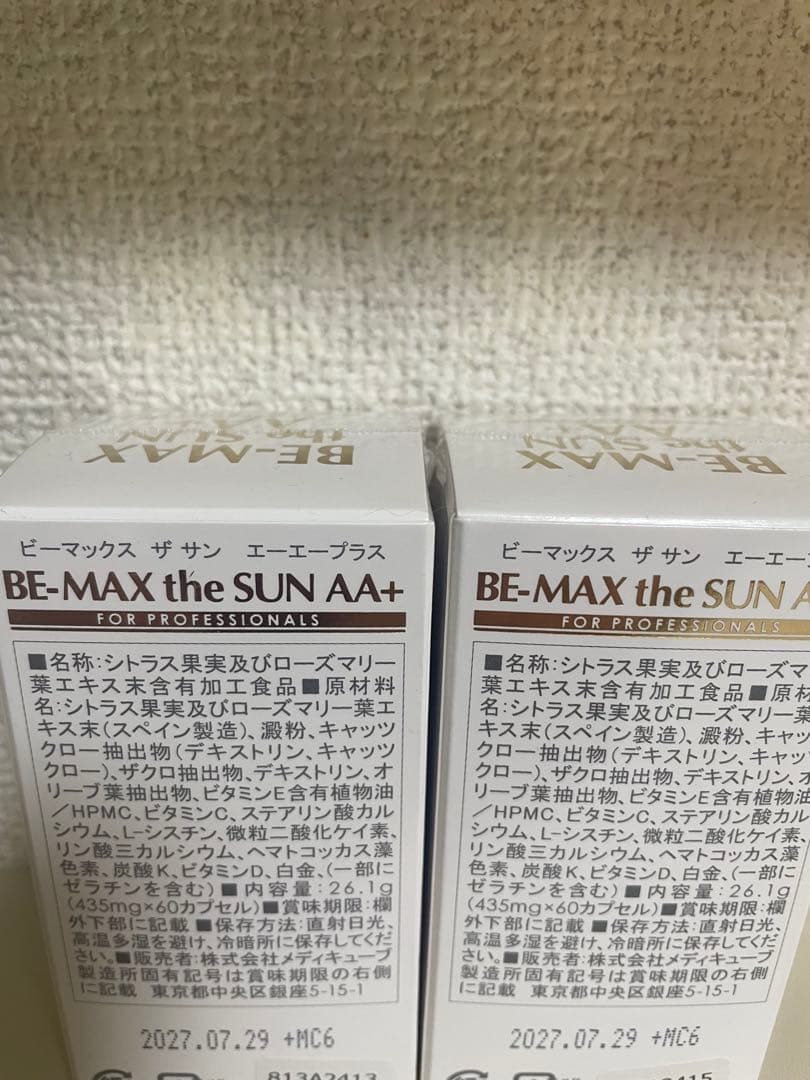 BE-MAX
the SUN
AA+
ビーマックス ザ サン エーエープラス
BE-MAX the SUN AA+
FOR PROFESSIONALS
■名称:シトラス果実及びローズマリー
葉エキス末含有加工食品■原材料
名:シトラス果実及びローズマリー葉エ
キス末(スペイン製造)、澱粉、キャッツ
クロー抽出物(デキストリン、キャッツ
クロー)、ザクロ抽出物、デキストリン、オ
リーブ葉抽出物、ビタミンE含有植物油
/HPMC、ビタミンC、ステアリン酸カル
シウム、L-シスチン、微粒二酸化ケイ素、
リン酸三カルシウム、ヘマトコッカス藻
色素、炭酸K、ビタミンD、白金、(一部に
ゼラチンを含む)■内容量:26.1g
(435mg×60カプセル)■賞味期限:欄
外下部に記載 ■保存方法:直射日光、
高温多湿を避け、冷暗所に保存してくだ
さい。■販売者:株式会社メディキューブ
製造所固有記号は賞味期限の右側
に記載 東京都中央区銀座5-15-1
2027.07.29 +MC6
813A2413
BE-MAX
the SUN
AA+
ビーマックス ザ サン エーエー
BE-MAX the SUN A
FOR PROFESSIONALS
■名称:シトラス果実及びローズマ
葉エキス末含有加工食品■原材
名:シトラス果実及びローズマリー葉
キス末(スペイン製造)、澱粉、キャッ
クロー抽出物(デキストリン、キャッ
クロー)、ザクロ抽出物、デキストリン、オ
リーブ葉抽出物、ビタミンE含有植物油
/HPMC、ビタミンC、ステアリン酸カル
シウム、L-シスチン、微粒二酸化ケイ素、
リン酸三カルシウム、ヘマトコッカス藻
色素、炭酸K、ビタミンD、白金、(一部に
ゼラチンを含む)■内容量:26.1g
(435mg×60カプセル)■賞味期限:欄
外下部に記載 ■保存方法:直射日光、
高温多湿を避け、冷暗所に保存してくだ
さい。■販売者:株式会社メディキューブ
製造所固有記号は賞味期限の右側
に記載 東京都中央区銀座5-15-1
2027.07.29 +MC6
2415